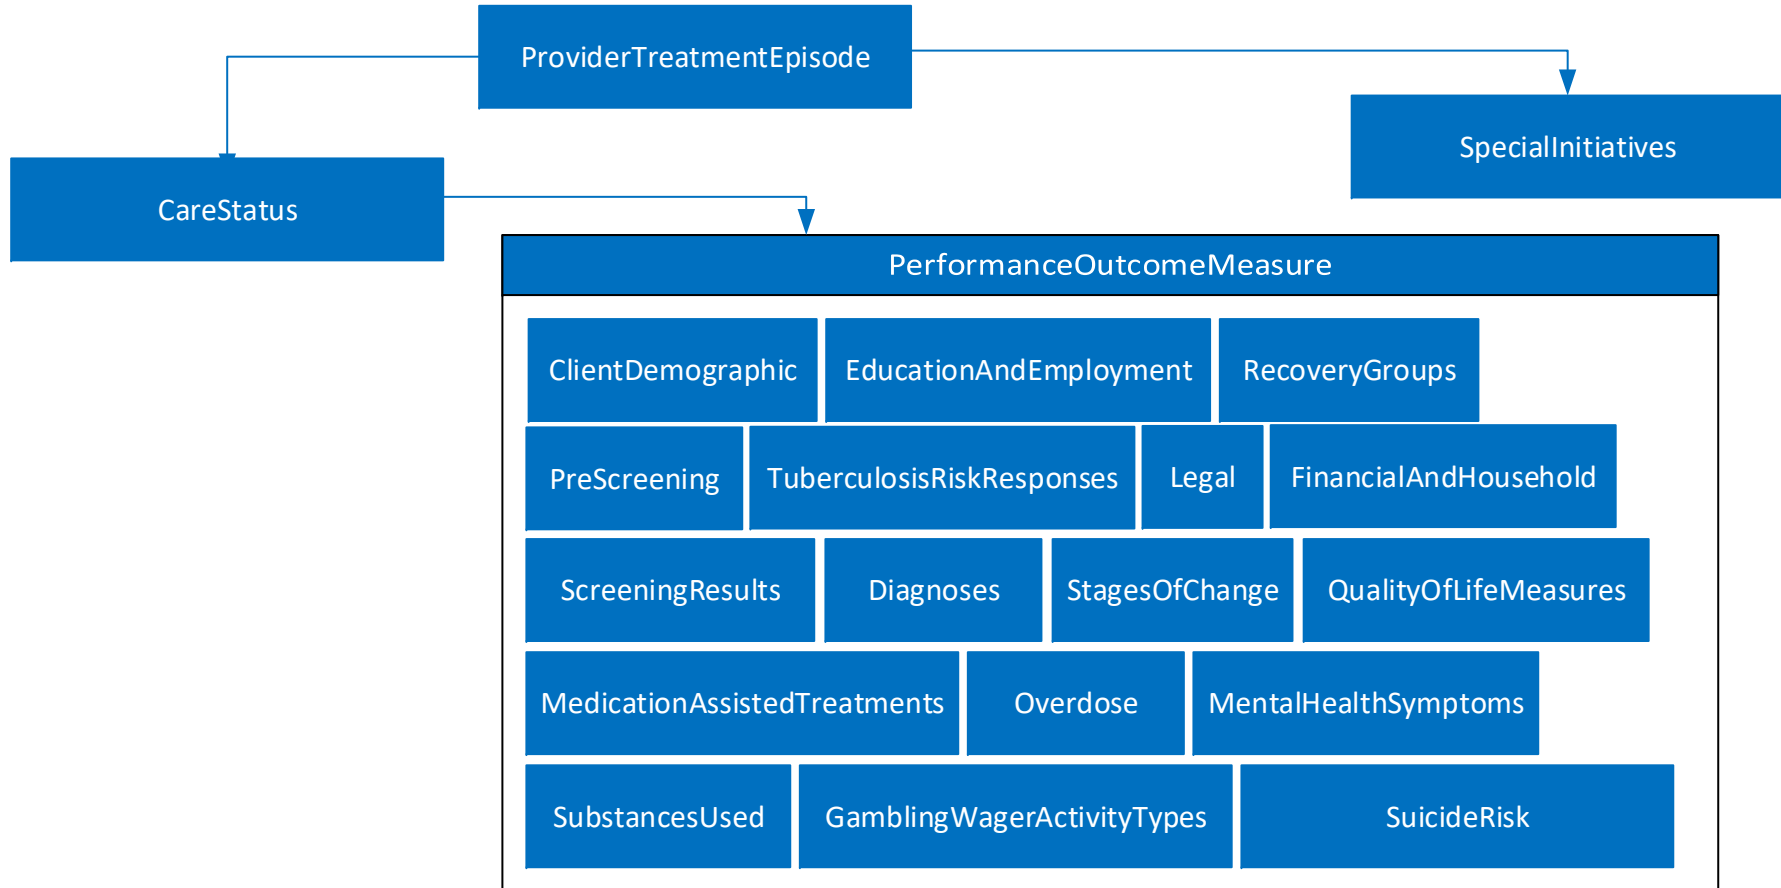 ProviderTreatmentEpisode
SpecialInitiatives
CareStatus
PerformanceOutcomeMeasure
ClientDemographic EducationAndEmployment RecoveryGroups
PreScreening TuberculosisRiskResponses Legal FinancialAndHousehold
ScreeningResults Diagnoses StagesOfChange QualityOfLifeMeasures
MedicationAssistedTreatments Overdose MentalHealthSymptoms
SubstancesUsed GamblingWagerActivityTypes SuicideRisk